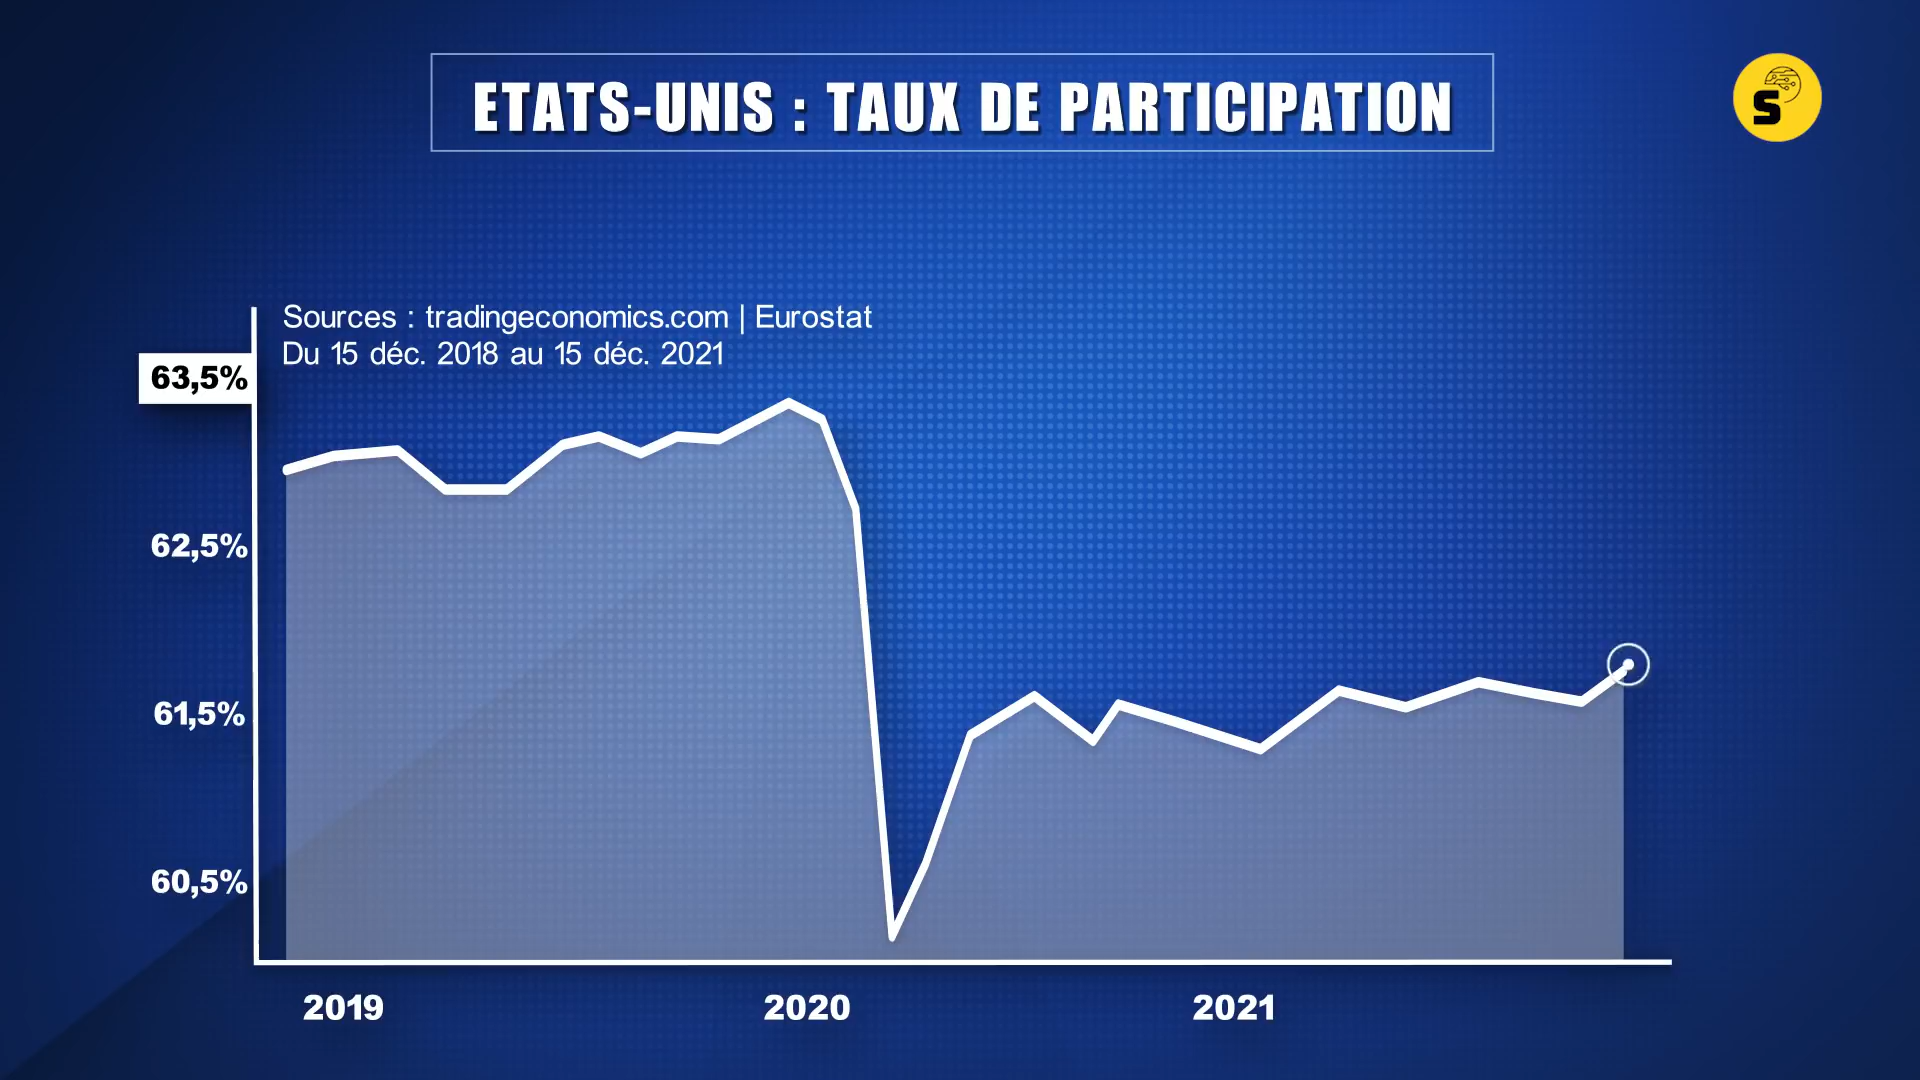 ETATS-UNIS : TAUX DE PARTICIPATION
S
Sources : tradingeconomics.com | Eurostat
Du 15 déc. 2018 au 15 déc. 2021
63,5%
62,5%
61,5%
60,5%
2019
2020
2021